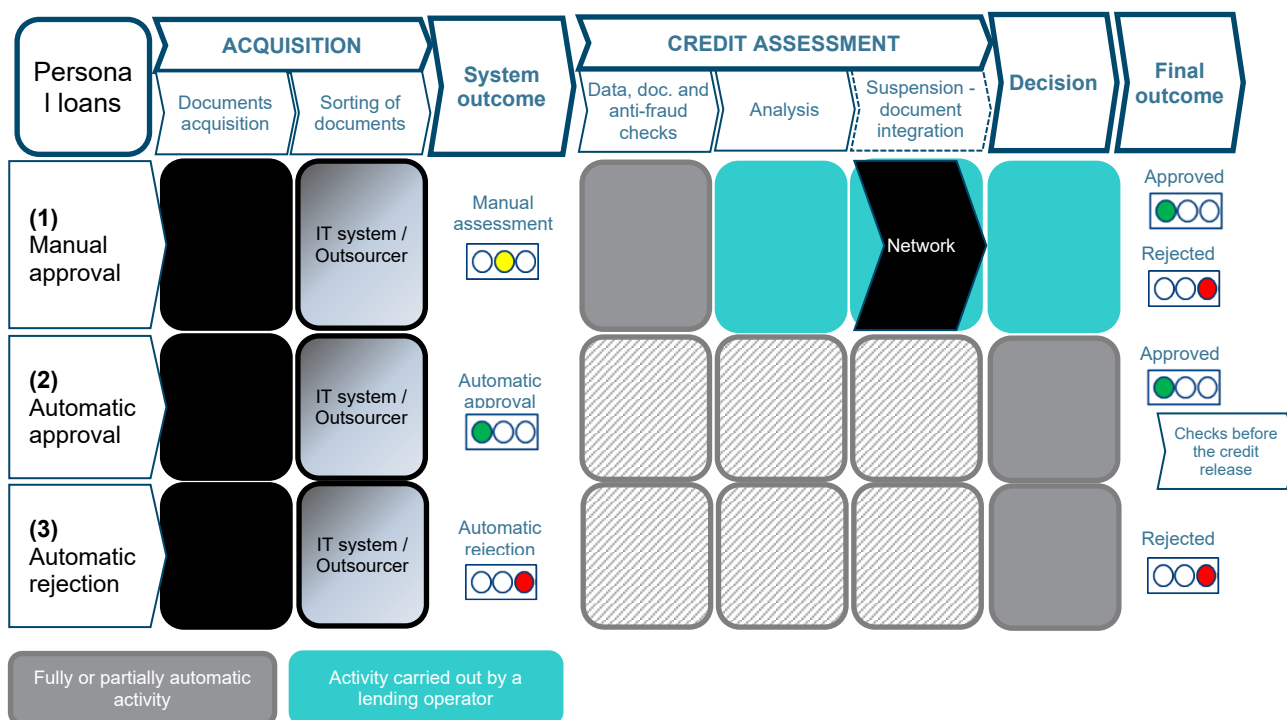 Persona
l loans
ACQUISITION
Documents
acquisition
Sorting of
documents
System
outcome
CREDIT ASSESSMENT
Data, doc. and
anti-fraud
checks
Analysis
Suspension -
document
integration
Decision
Final
outcome
(1)
Manual
approval
IT system /
Outsourcer
Manual
assessment
Network
Approved
Rejected
(2)
Automatic
approval
IT system /
Outsourcer
Automatic
approval
Approved
Checks before
the credit
release
(3)
Automatic
rejection
IT system /
Outsourcer
Automatic
rejection
Rejected
Fully or partially automatic
activity
Activity carried out by a
lending operator